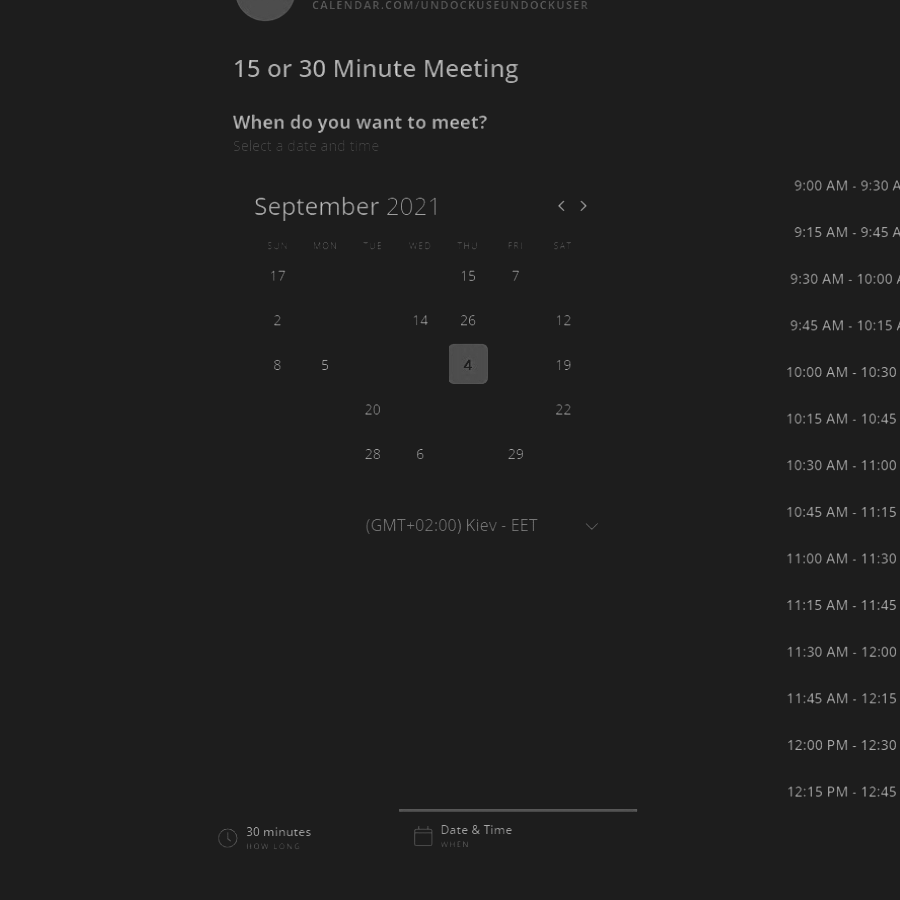 CALENDAR.COM/UNDOCKUSEUNDOCKUSER
15 or 30 Minute Meeting
When do you want to meet?
Select a date and time
September 2021
SUN MON TUE WED THU FRI SAT
17 15 7
2 14 26 12
8 5 4 19
20 22
28 6 29
(GMT+02:00) Kiev - EET
9:00 AM - 9:30 A
9:15 AM - 9:45 A
9:30 AM - 10:00 A
9:45 AM - 10:15 A
10:00 AM - 10:30
10:15 AM - 10:45
10:30 AM - 11:00
10:45 AM - 11:15
11:00 AM - 11:30
11:15 AM - 11:45
11:30 AM - 12:00
11:45 AM - 12:15
12:00 PM - 12:30
12:15 PM - 12:45
30 minutes
HOW LONG
Date & Time
WHEN